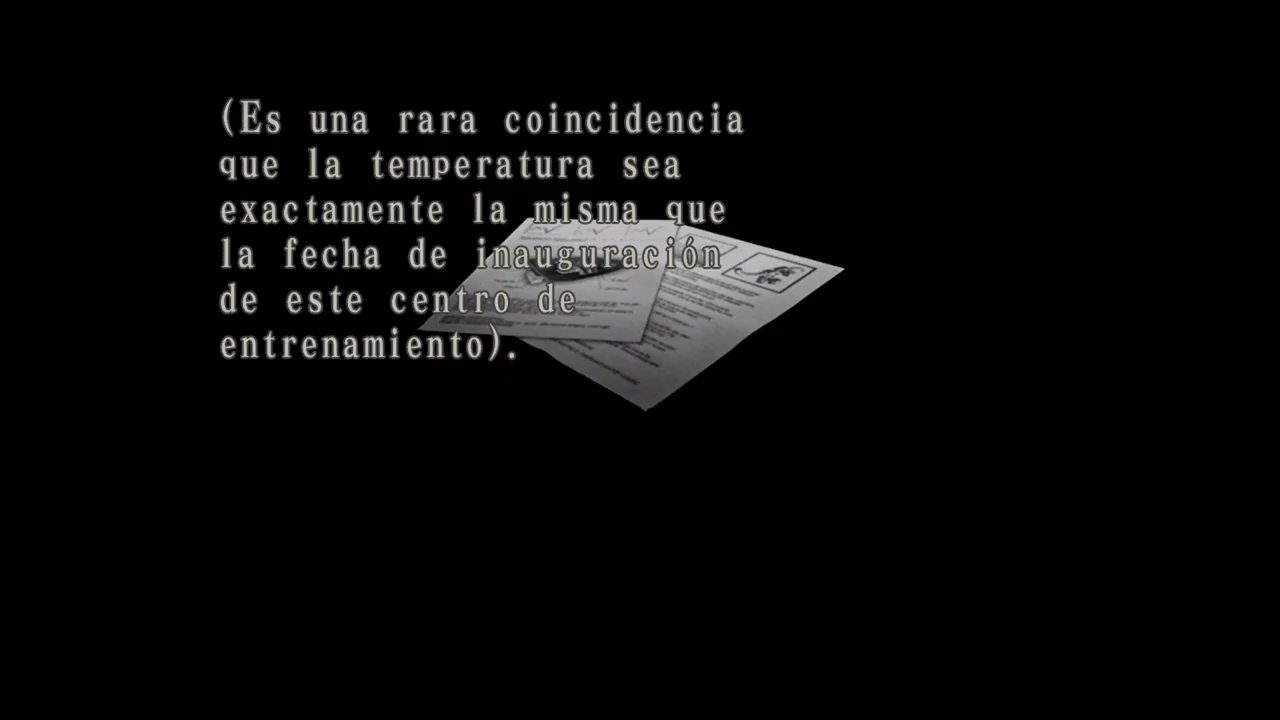 (Es una rara coincidencia
que la temperatura sea
exactamente la misma que
la fecha de inauguración
de este centro de
entrenamiento).